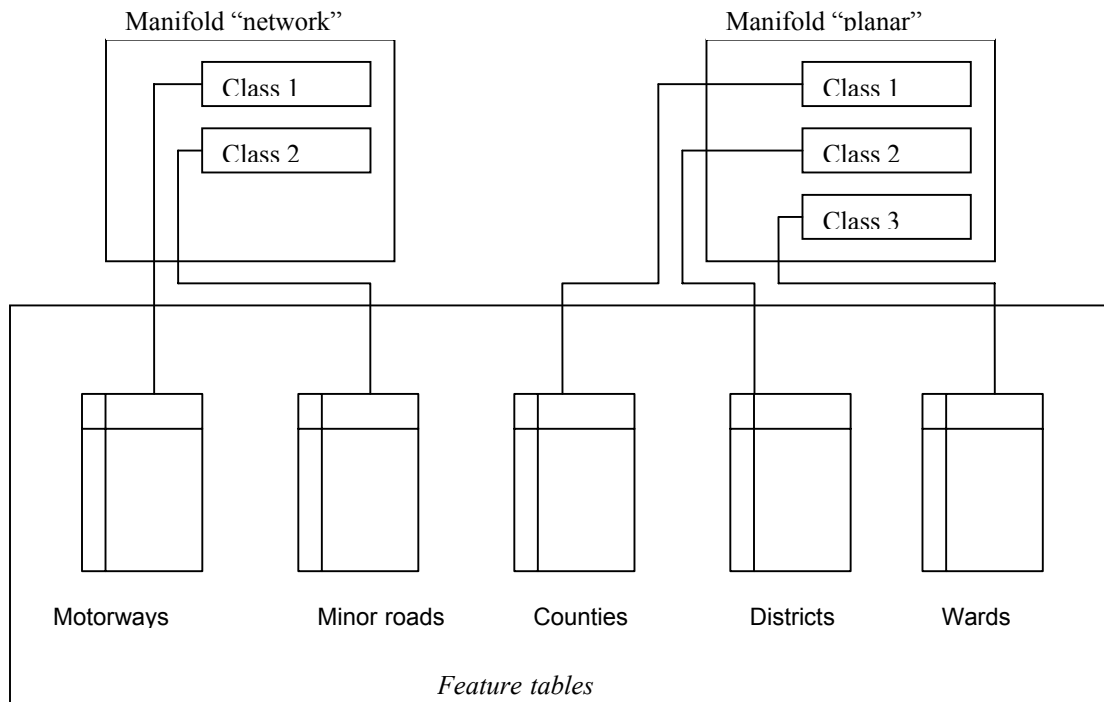 Manifold “network”
Manifold “planar”
Class 1
Class 2
Class 1
Class 2
Class 3
Motorways
Minor roads
Counties
Districts
Wards
Feature tables